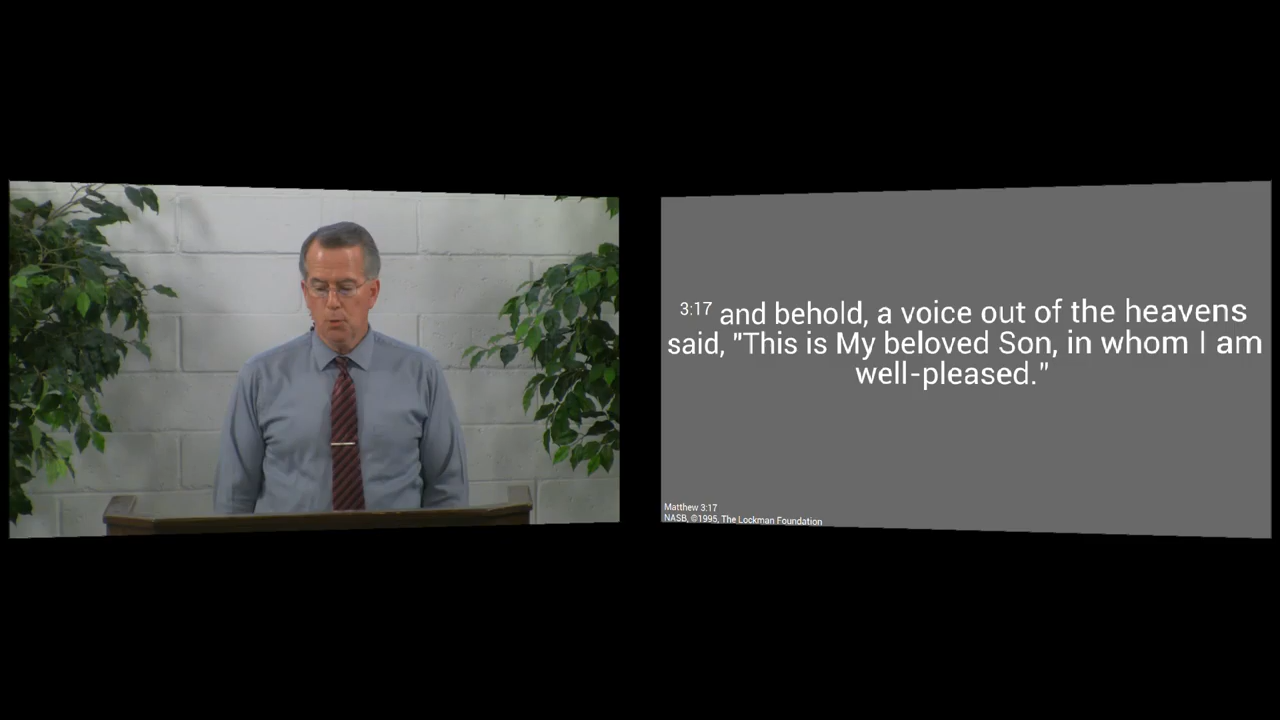 3:17 and behold, a voice out of the heavens
said, "This is My beloved Son, in whom I am
well-pleased."
Matthew 3:17
NASB, ©1995, The Lockman Foundation